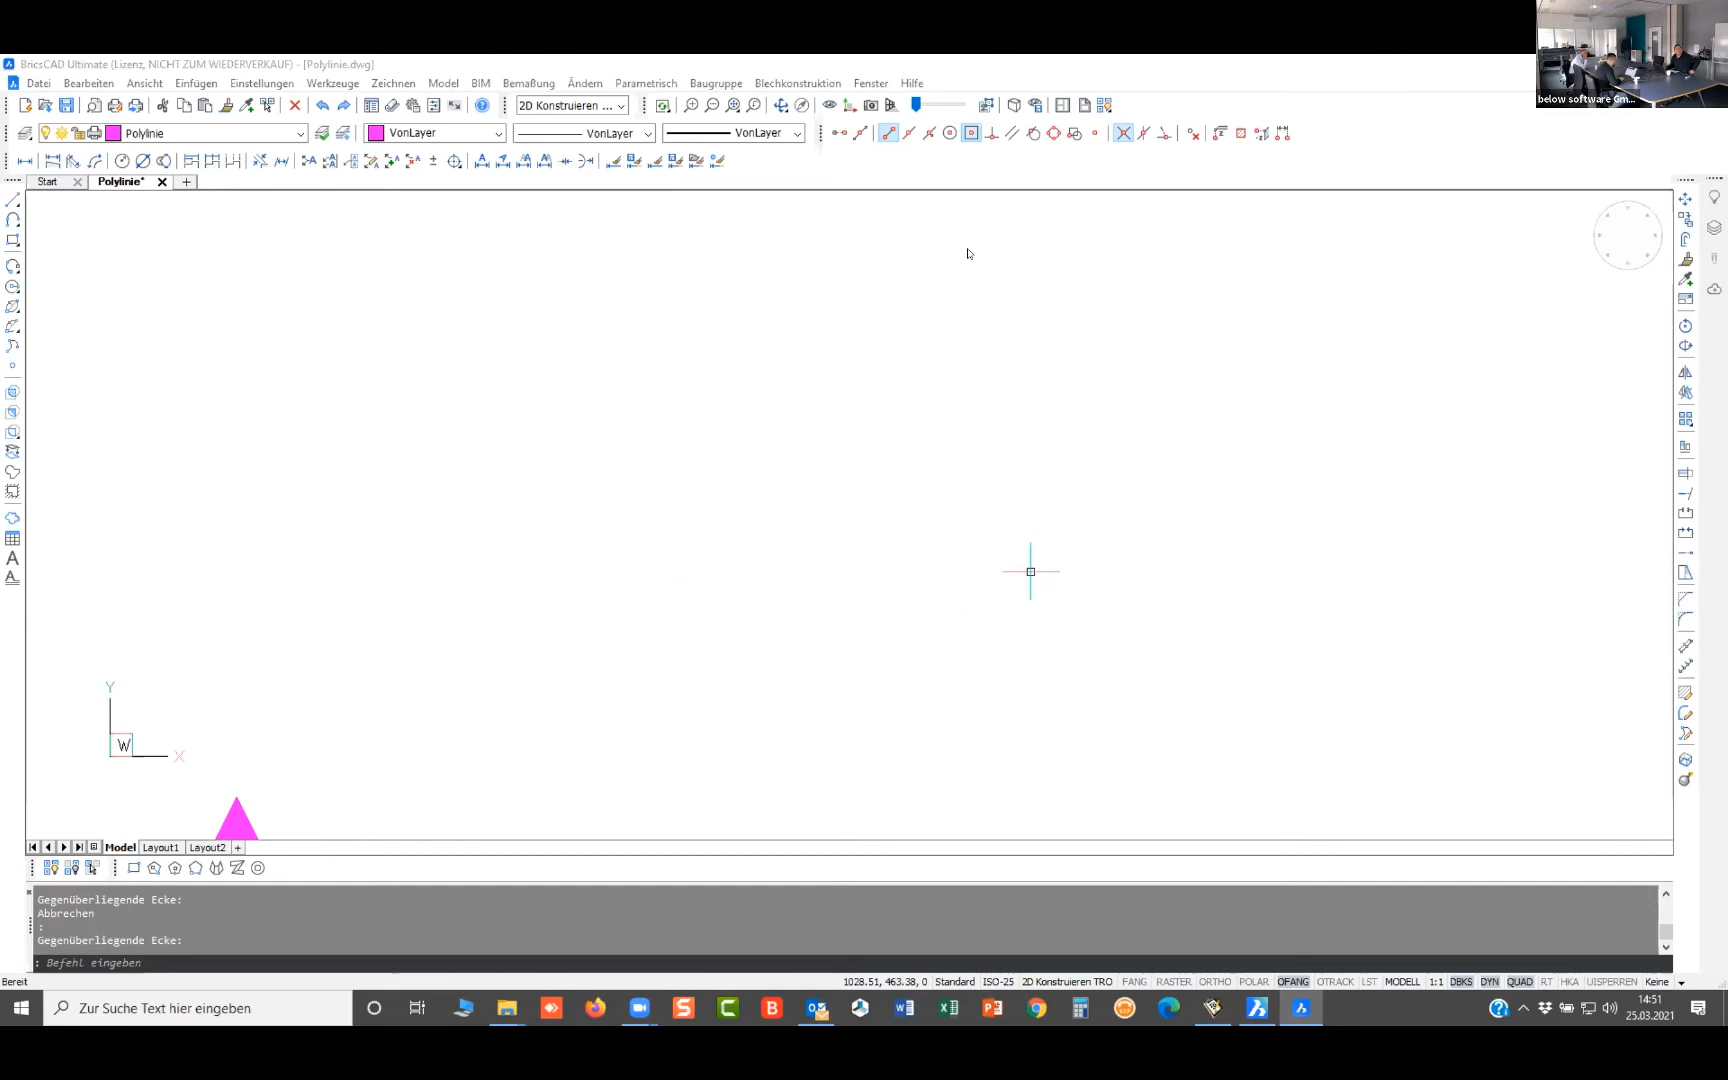 below software Gm...
BricsCAD Ultimate (Lizenz, NICHT ZUM WIEDERVERKAUF) - [Polylinie.dwg]
Datei Bearbeiten Ansicht Einfügen Einstellungen Werkzeuge Zeichnen Model BIM Bemaßung Ändern Parametrisch Baugruppe Blechkonstruktion Fenster Hilfe
2D Konstruieren ...
Polylinie VonLayer VonLayer VonLayer
Start Polylinie*
Y
W
X
Model Layout1 Layout2 +
Gegenüberliegende Ecke:
Abbrechen
:
Gegenüberliegende Ecke:
: Befehl eingeben
Bereit 1028.51, 463.38, 0 Standard ISO-25 2D Konstruieren TRO FANG RASTER ORTHO POLAR OFANG OTRACK LST MODELL 1:1 DBKS DYN QUAD RT HKA UISPERREN Keine
Zur Suche Text hier eingeben
14:51
25.03.2021